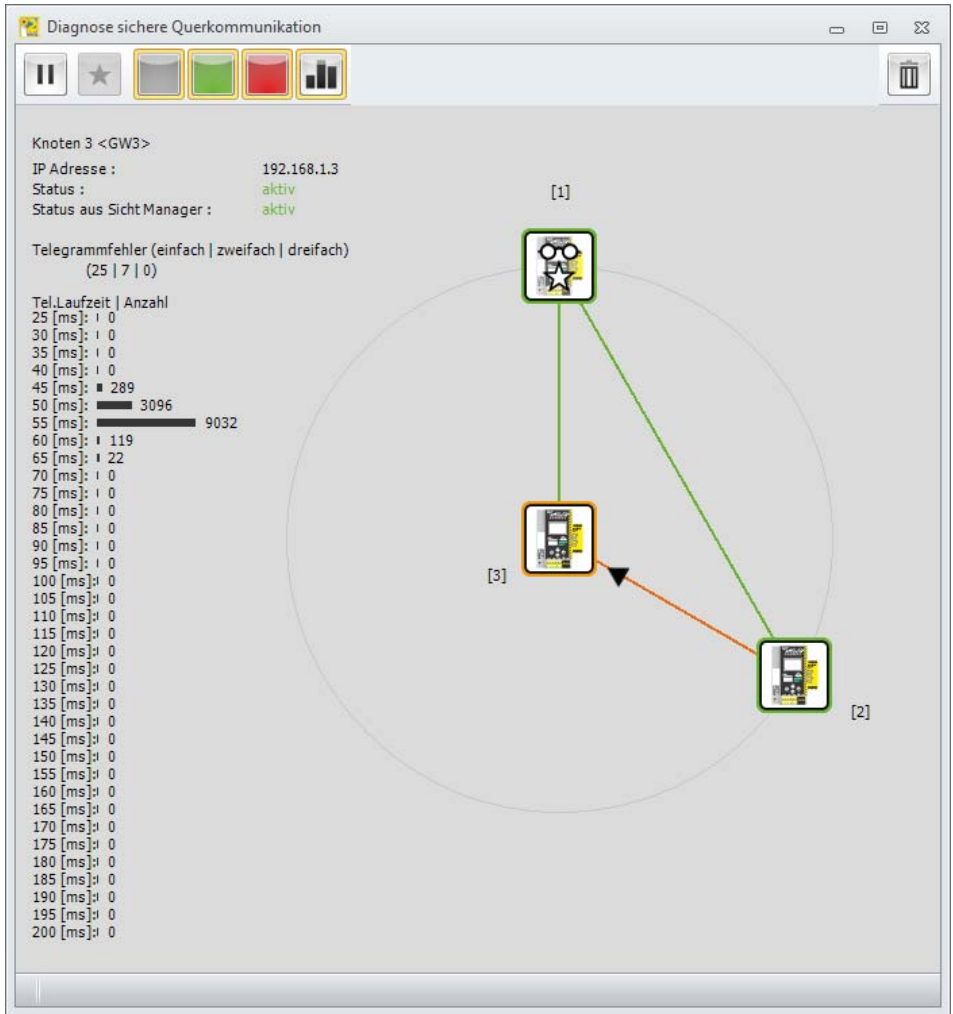 Diagnose sichere Querkommunikation
Knoten 3 <GW3>
IP Adresse : 192.168.1.3
Status : aktiv
Status aus Sicht Manager : aktiv
Telegrammfehler (einfach | zweifach | dreifach)
(25 | 7 | 0)
Tel.Laufzeit | Anzahl
25 [ms]: 0
30 [ms]: 0
35 [ms]: 0
40 [ms]: 0
45 [ms]: 289
50 [ms]: 3096
55 [ms]: 9032
60 [ms]: 119
65 [ms]: 22
70 [ms]: 0
75 [ms]: 0
80 [ms]: 0
85 [ms]: 0
90 [ms]: 0
95 [ms]: 0
100 [ms]: 0
105 [ms]: 0
110 [ms]: 0
115 [ms]: 0
120 [ms]: 0
125 [ms]: 0
130 [ms]: 0
135 [ms]: 0
140 [ms]: 0
145 [ms]: 0
150 [ms]: 0
155 [ms]: 0
160 [ms]: 0
165 [ms]: 0
170 [ms]: 0
175 [ms]: 0
180 [ms]: 0
185 [ms]: 0
190 [ms]: 0
195 [ms]: 0
200 [ms]: 0
[1]
[3]
[2]